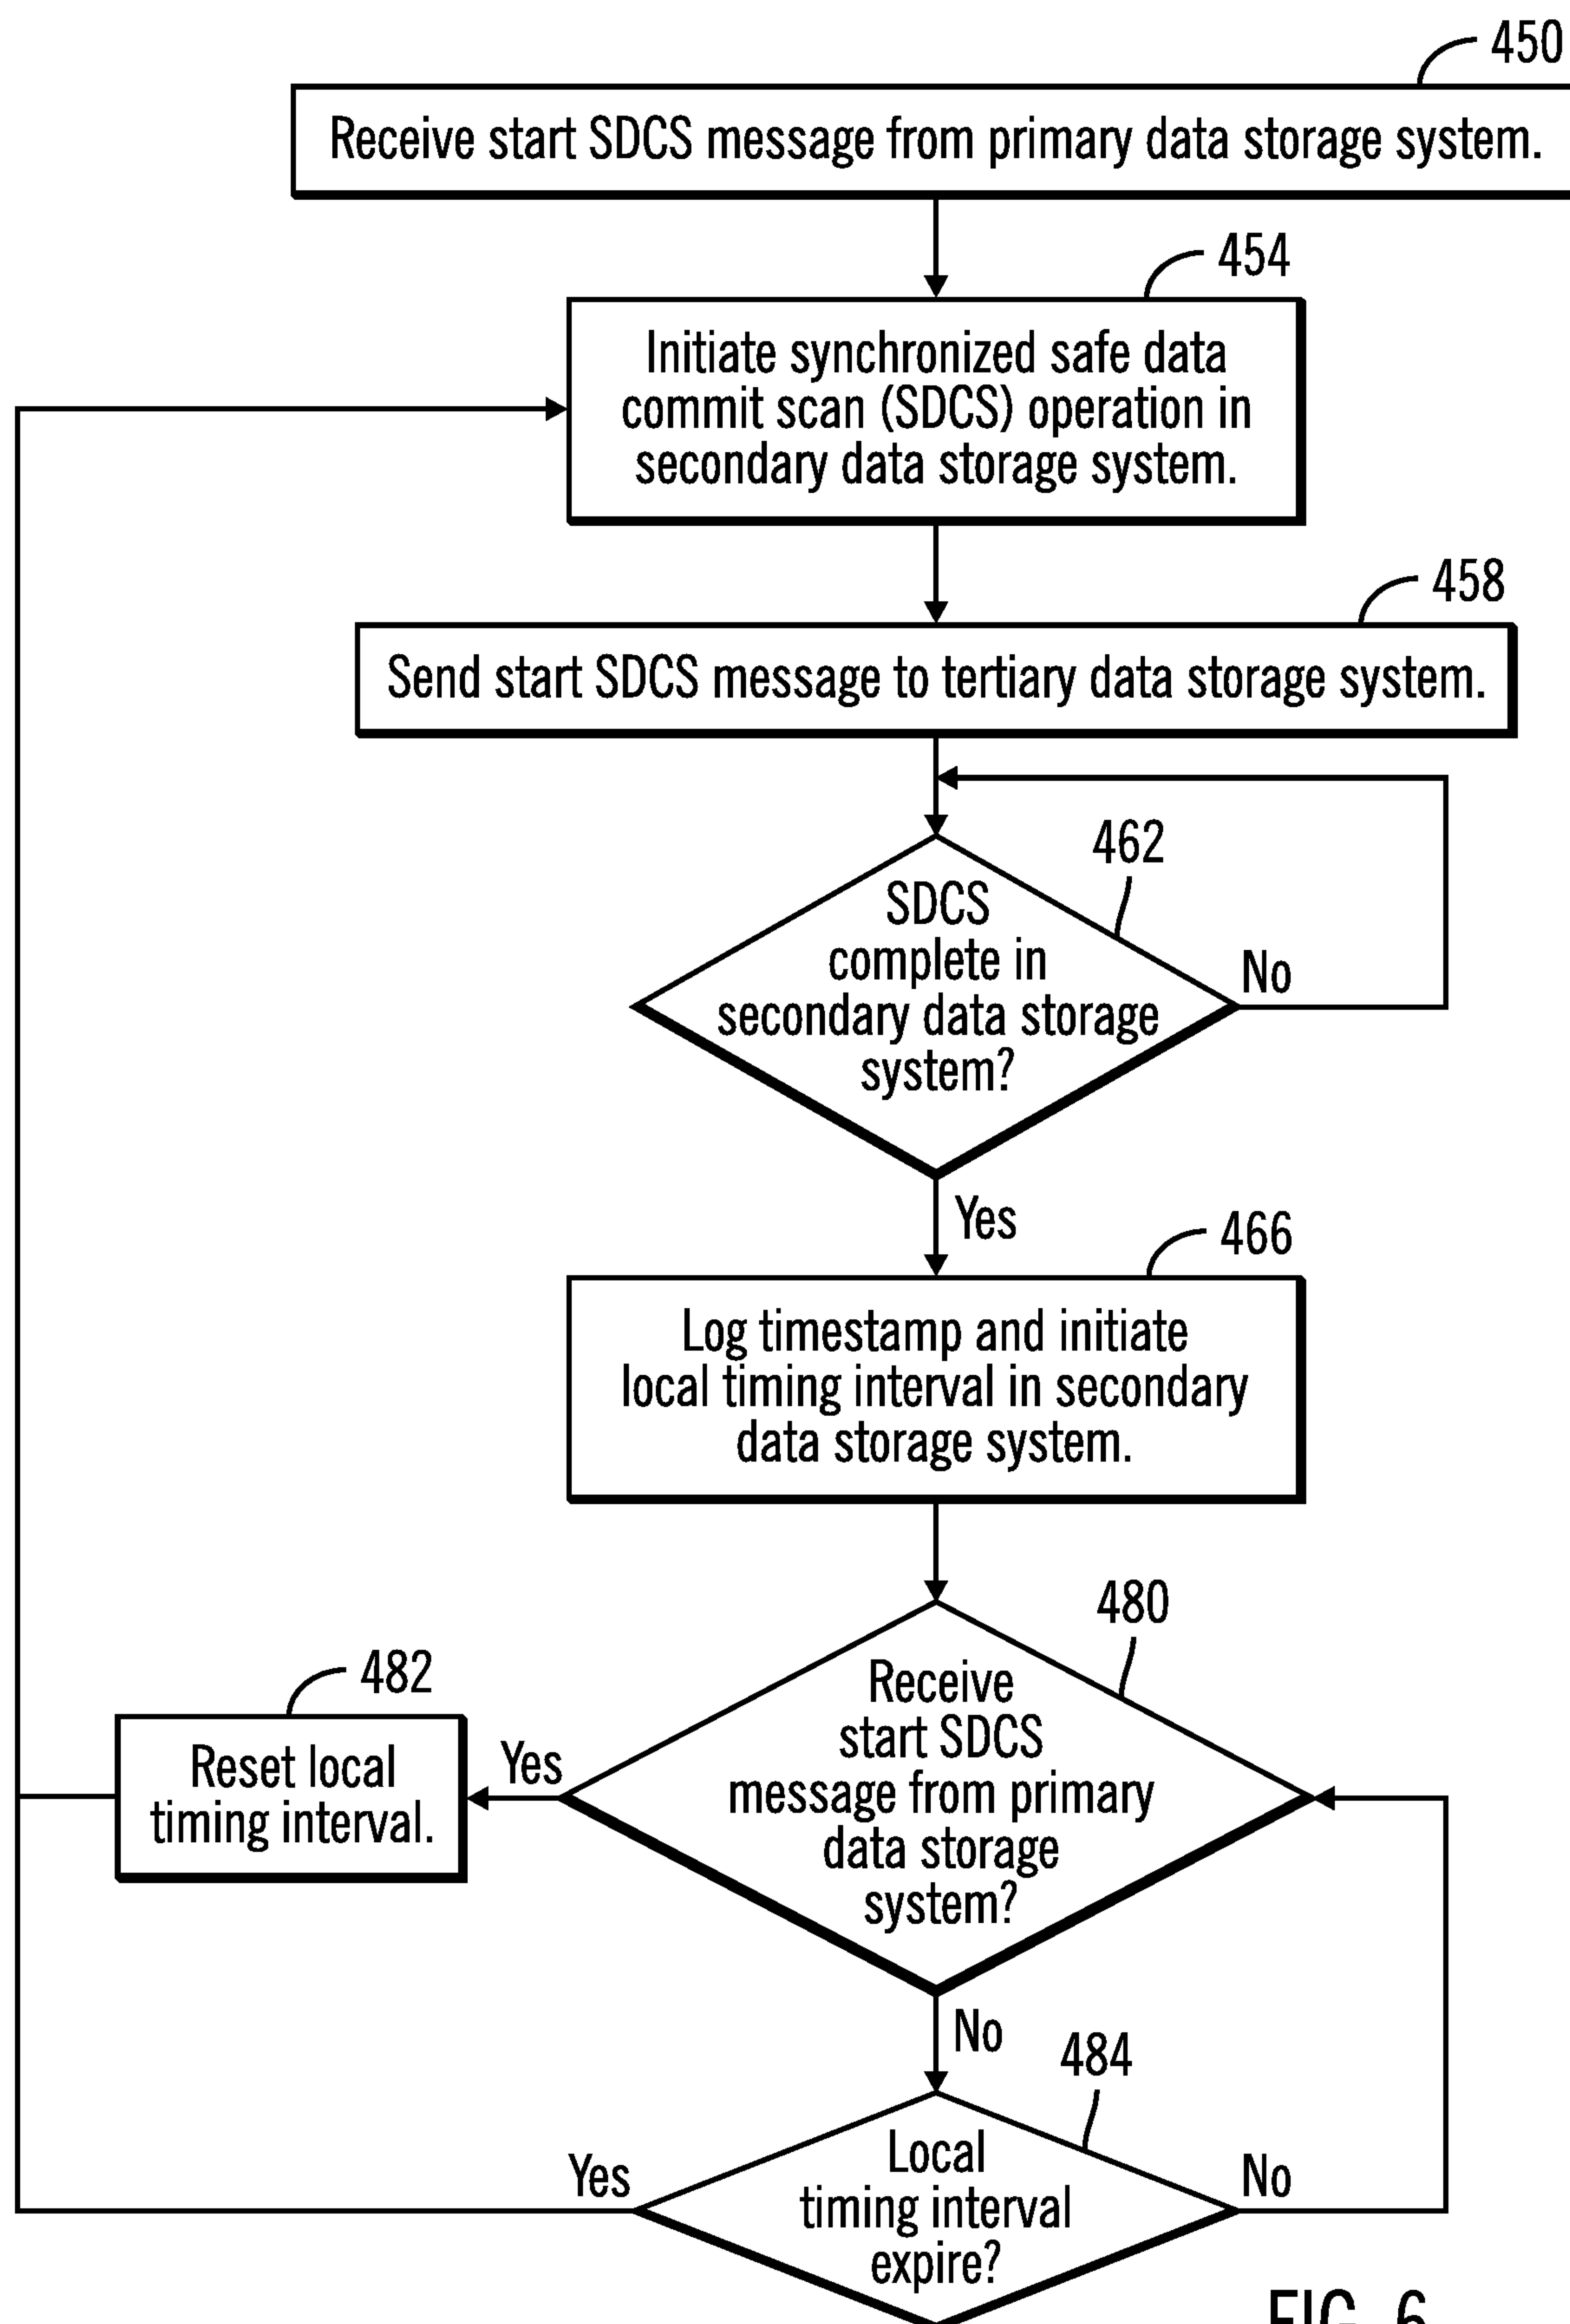 450
Receive start SDCS message from primary data storage system.
454
Initiate synchronized safe data
commit scan (SDCS) operation in
secondary data storage system.
458
Send start SDCS message to tertiary data storage system.
462
SDCS
complete in
secondary data storage
system?
No
Yes
466
Log timestamp and initiate
local timing interval in secondary
data storage system.
480
482
Receive
start SDCS
message from primary
data storage
system?
Yes
Reset local
timing interval.
No
484
Local
timing interval
expire?
Yes
No
FIG. 6